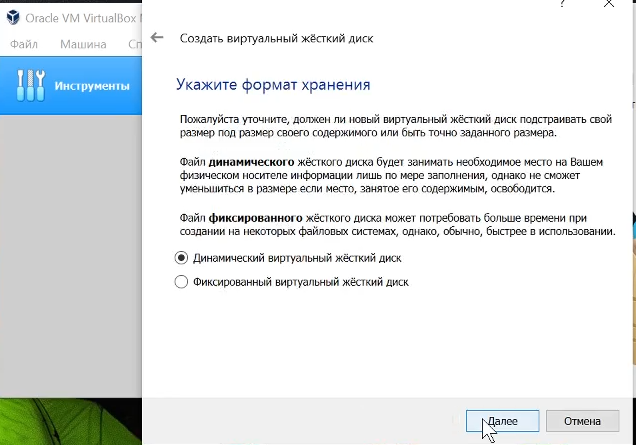 Oracle VM VirtualBox
?
Файл Машина
Создать виртуальный жёсткий диск
Инструменты
Укажите формат хранения
Пожалуйста уточните, должен ли новый виртуальный жёсткий диск подстраивать свой
размер под размер своего содержимого или быть точно заданного размера.
Файл динамического жёсткого диска будет занимать необходимое место на Вашем
физическом носителе информации лишь по мере заполнения, однако не сможет
уменьшиться в размере если место, занятое его содержимым, освободится.
Файл фиксированного жёсткого диска может потребовать больше времени при
создании на некоторых файловых системах, однако, обычно, быстрее в использовании.
Динамический виртуальный жёсткий диск
Фиксированный виртуальный жёсткий диск
Далее Отмена